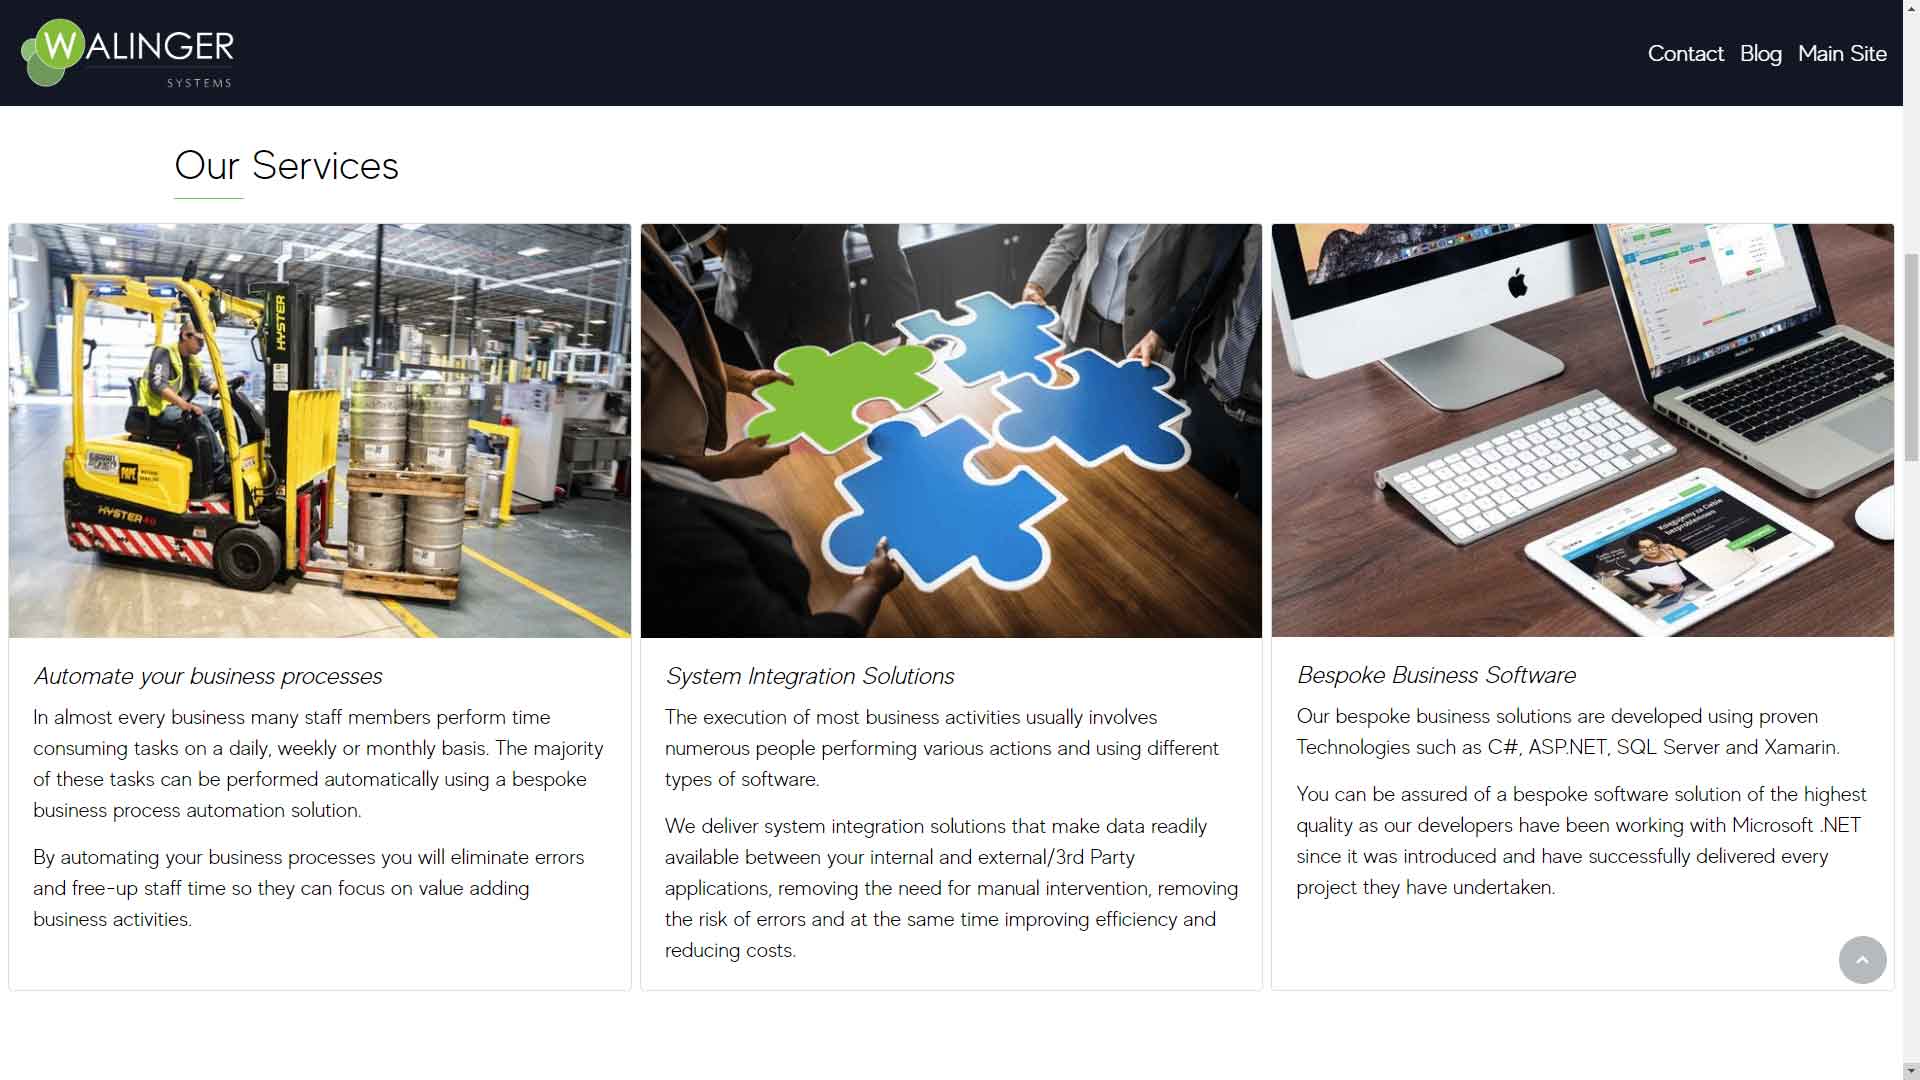 WALINGER
SYSTEMS
Contact Blog Main Site
Our Services
HYSTER
HYSTER 40
PAPE
Automate your business processes
In almost every business many staff members perform time
consuming tasks on a daily, weekly or monthly basis. The majority
of these tasks can be performed automatically using a bespoke
business process automation solution.
By automating your business processes you will eliminate errors
and free-up staff time so they can focus on value adding
business activities.
System Integration Solutions
The execution of most business activities usually involves
numerous people performing various actions and using different
types of software.
We deliver system integration solutions that make data readily
available between your internal and external/3rd Party
applications, removing the need for manual intervention, removing
the risk of errors and at the same time improving efficiency and
reducing costs.
Bespoke Business Software
Our bespoke business solutions are developed using proven
Technologies such as C#, ASP.NET, SQL Server and Xamarin.
You can be assured of a bespoke software solution of the highest
quality as our developers have been working with Microsoft .NET
since it was introduced and have successfully delivered every
project they have undertaken.